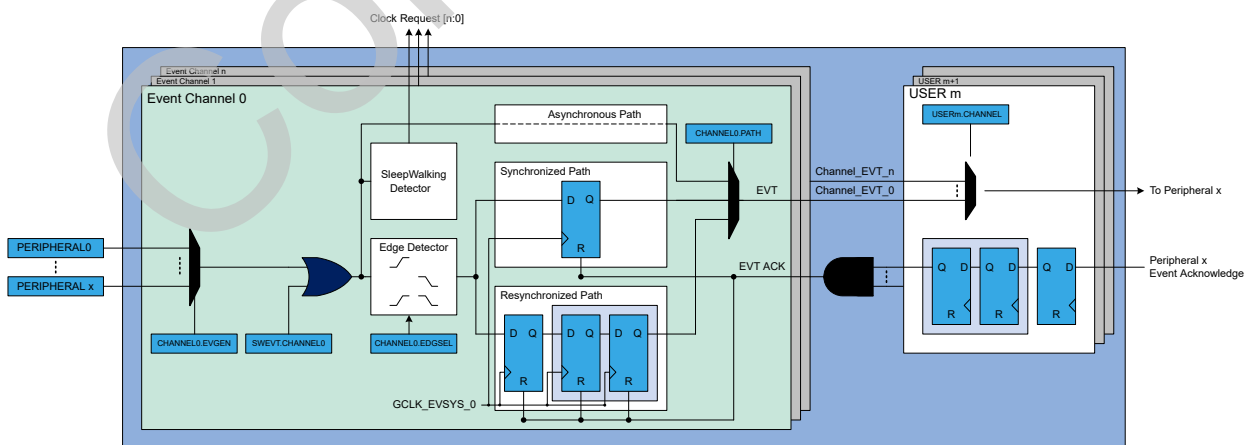 Clock Request [n:0]
Event Channel n
Event Channel 1
Event Channel 0
USER m+1
USER m
Asynchronous Path
CHANNEL0.PATH
USERm.CHANNEL
SleepWalking
Detector
Synchronized Path
D Q
R
EVT
Channel_EVT_n
Channel_EVT_0
To Peripheral x
PERIPHERAL0
PERIPHERAL x
Edge Detector
EVT ACK
Q D
R
Q D
R
Q D
R
Peripheral x
Event Acknowledge
Resynchronized Path
D Q
R
D Q
R
D Q
R
CHANNEL0.EVGEN
SWEVT.CHANNEL0
CHANNEL0.EDGSEL
GCLK_EVSYS_0